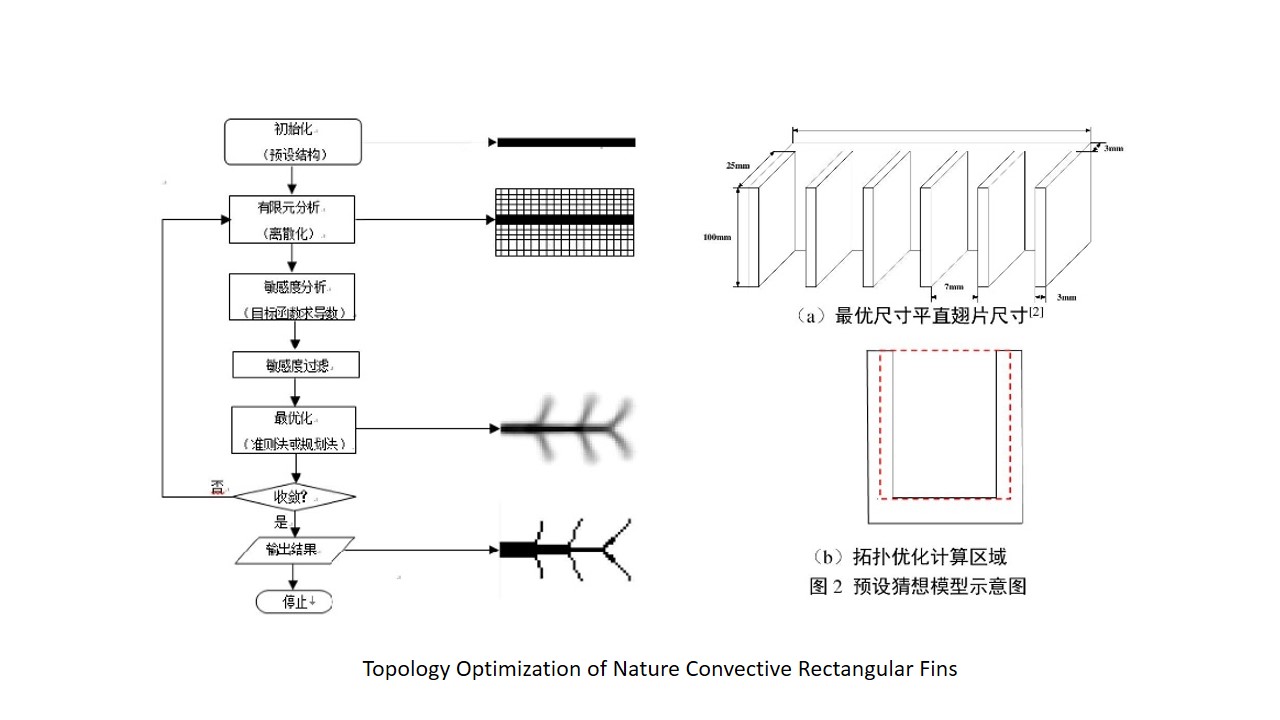 初始化
（预设结构）
有限元分析
（离散化）
敏感度分析
（目标函数求导数）
敏感度过滤
最优化
（准则法或规划法）
否
收敛?
是
输出结果
停止
25mm
3mm
100mm
7mm
3mm
（a）最优尺寸平直翅片尺寸[2]
（b）拓扑优化计算区域
图 2 预设猜想模型示意图
Topology Optimization of Nature Convective Rectangular Fins